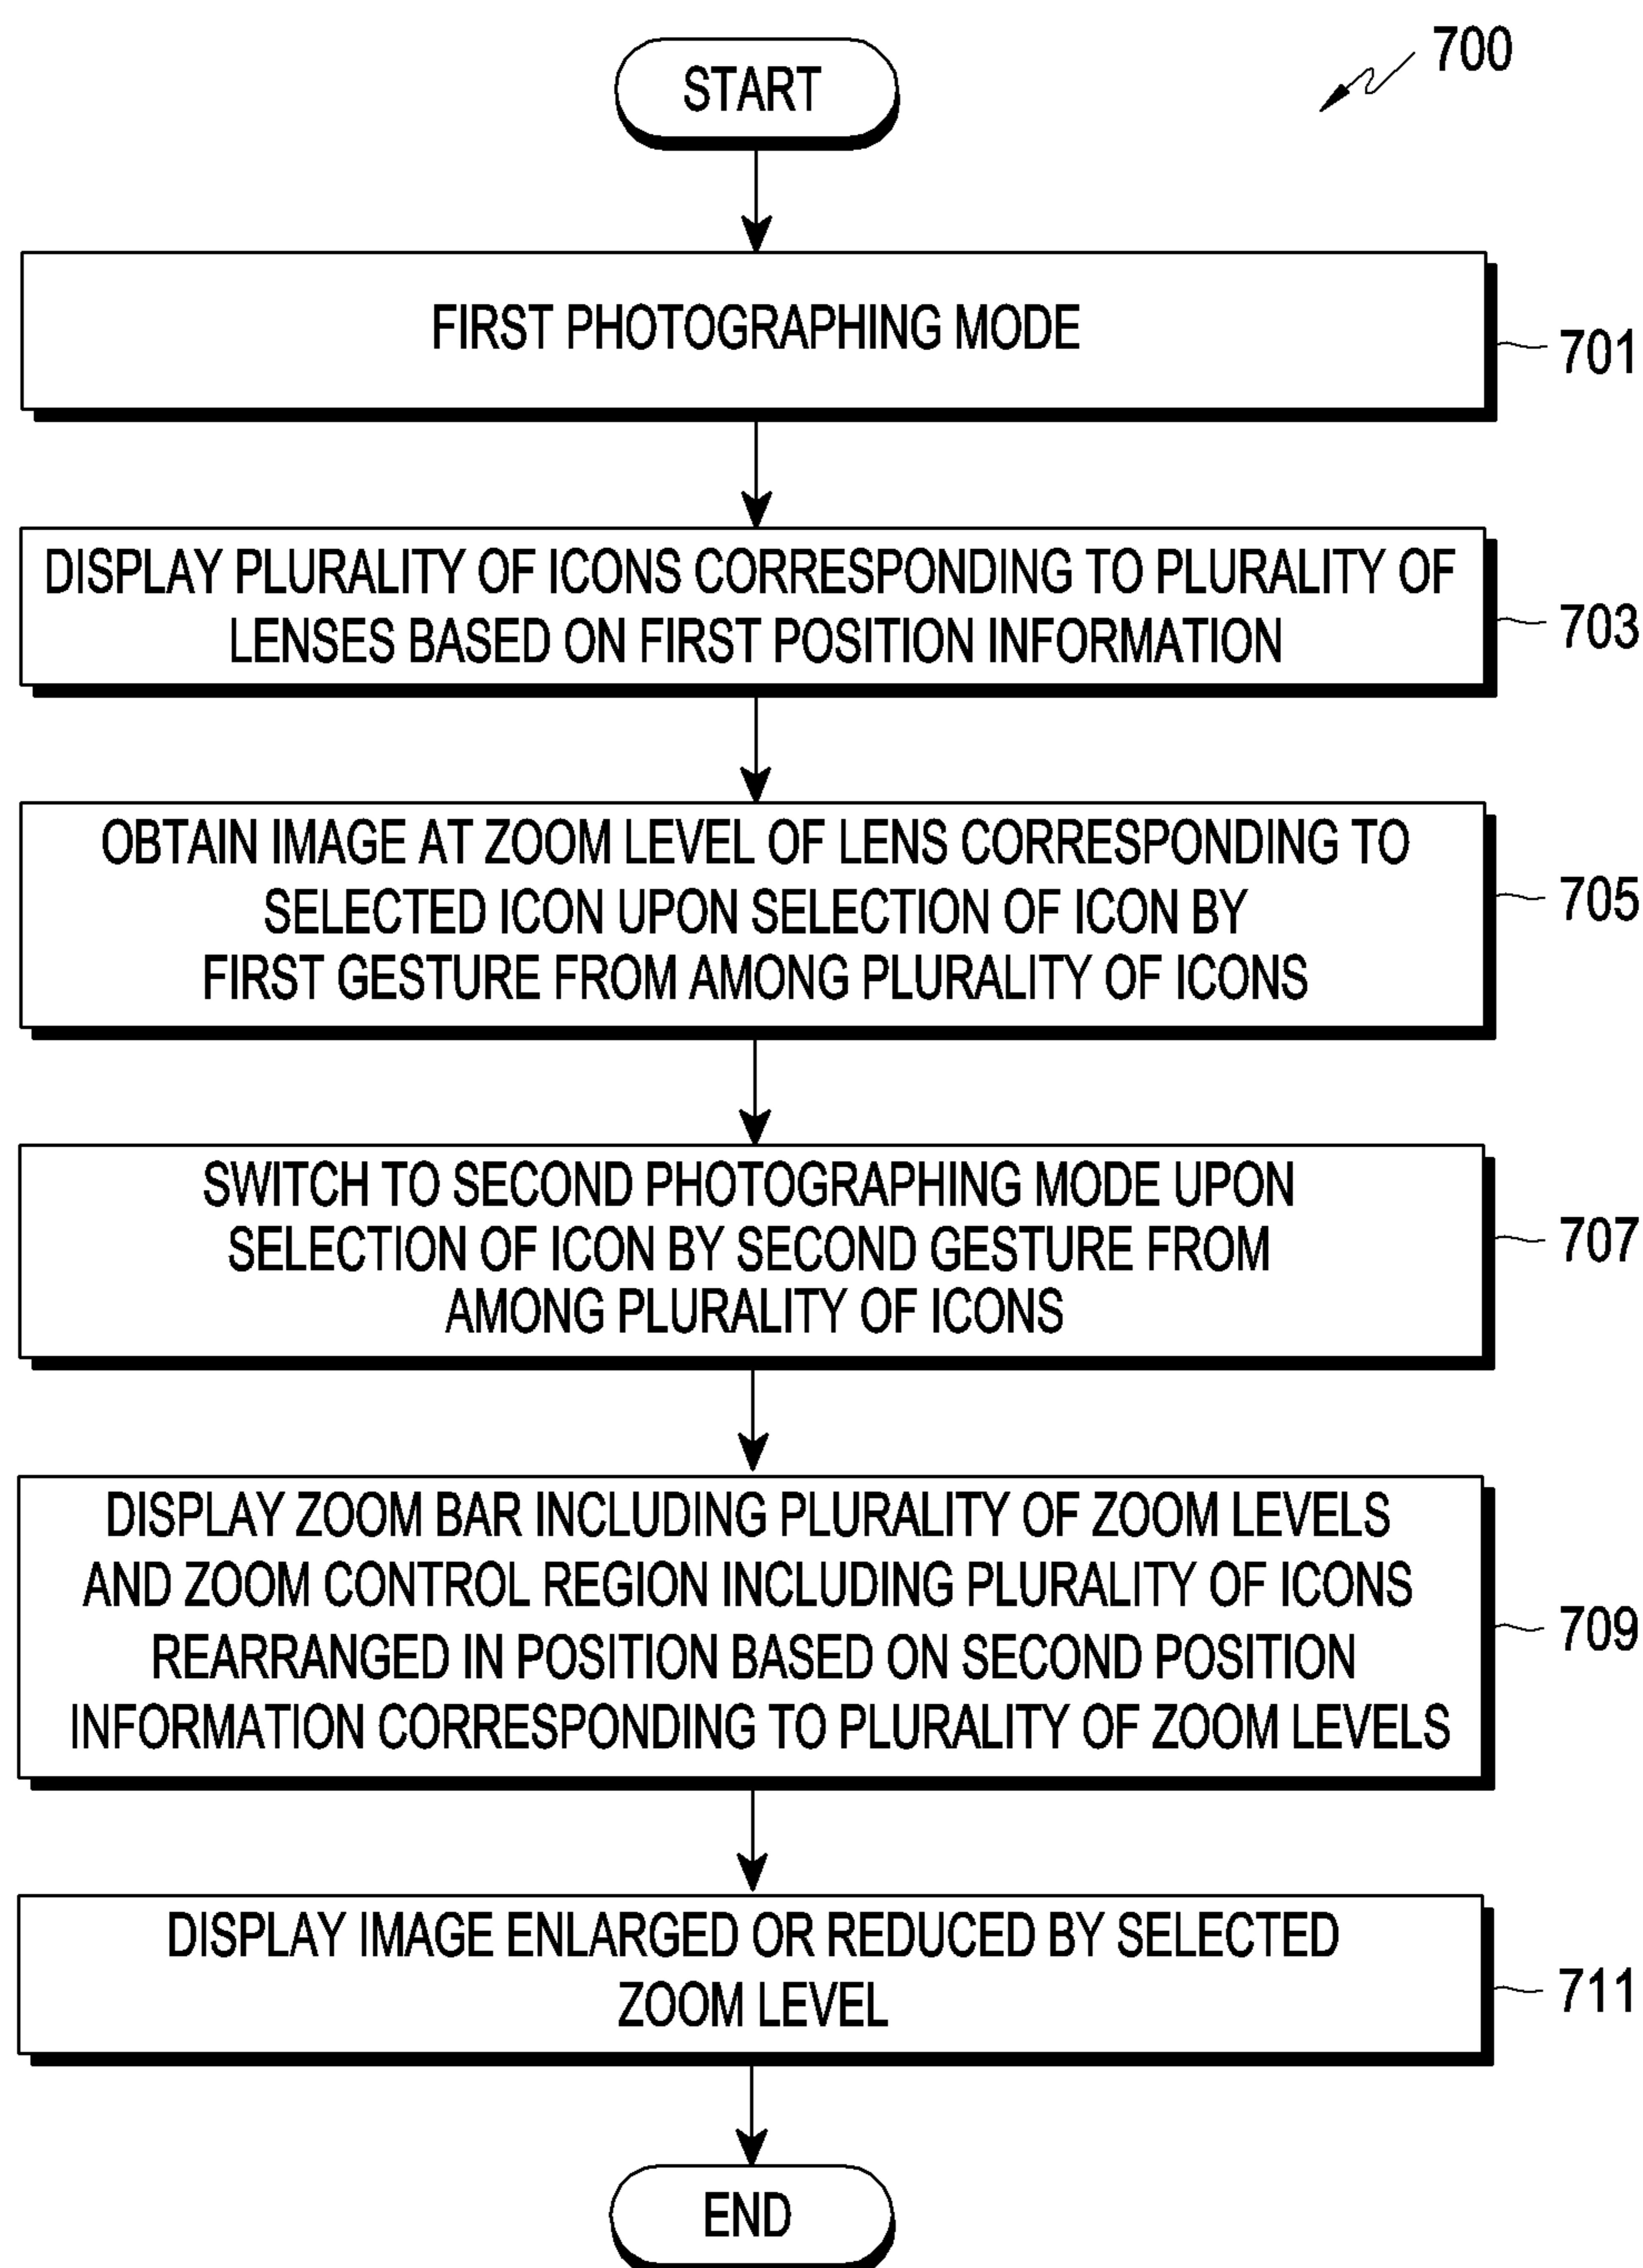 700
START
FIRST PHOTOGRAPHING MODE
701
DISPLAY PLURALITY OF ICONS CORRESPONDING TO PLURALITY OF
LENSES BASED ON FIRST POSITION INFORMATION
703
OBTAIN IMAGE AT ZOOM LEVEL OF LENS CORRESPONDING TO
SELECTED ICON UPON SELECTION OF ICON BY
FIRST GESTURE FROM AMONG PLURALITY OF ICONS
705
SWITCH TO SECOND PHOTOGRAPHING MODE UPON
SELECTION OF ICON BY SECOND GESTURE FROM
AMONG PLURALITY OF ICONS
707
DISPLAY ZOOM BAR INCLUDING PLURALITY OF ZOOM LEVELS
AND ZOOM CONTROL REGION INCLUDING PLURALITY OF ICONS
REARRANGED IN POSITION BASED ON SECOND POSITION
INFORMATION CORRESPONDING TO PLURALITY OF ZOOM LEVELS
709
DISPLAY IMAGE ENLARGED OR REDUCED BY SELECTED
ZOOM LEVEL
711
END